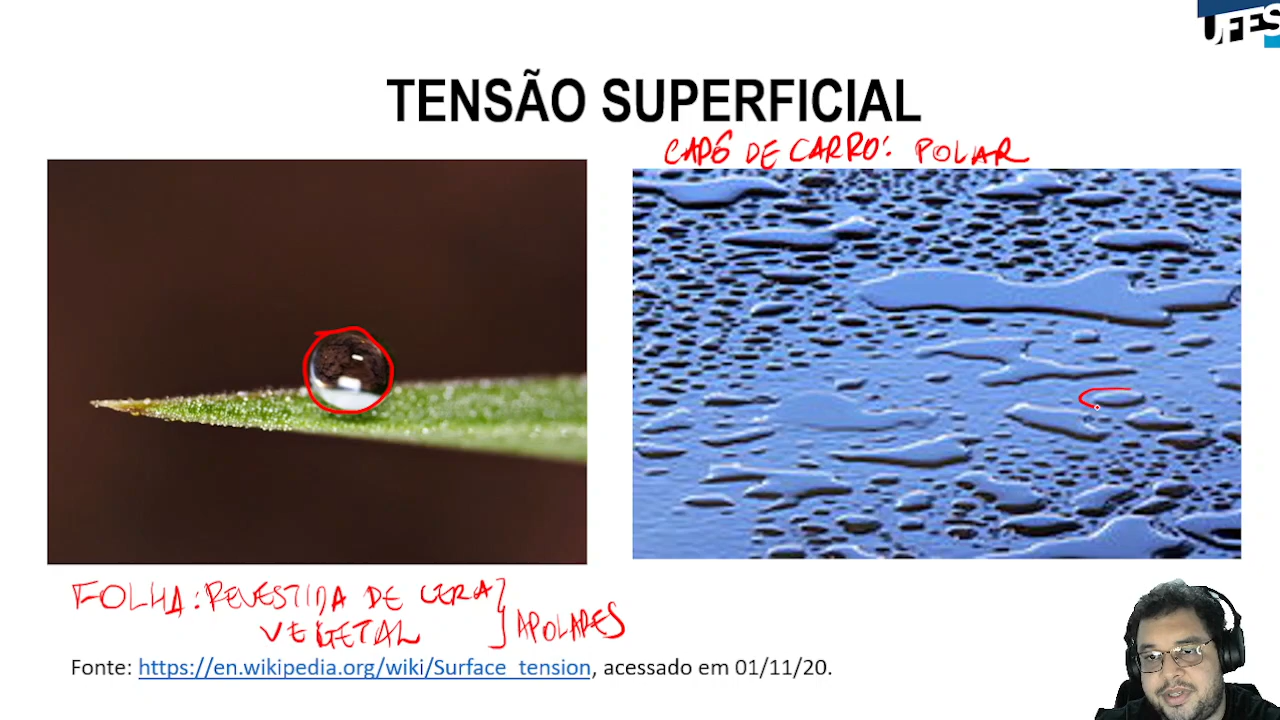 UFES
TENSÃO SUPERFICIAL
CAPÔ DE CARRO: POLAR
FOLHA: REVESTIDA DE CERA
VEGETAL
APOLARES
Fonte: https://en.wikipedia.org/wiki/Surface_tension, acessado em 01/11/20.